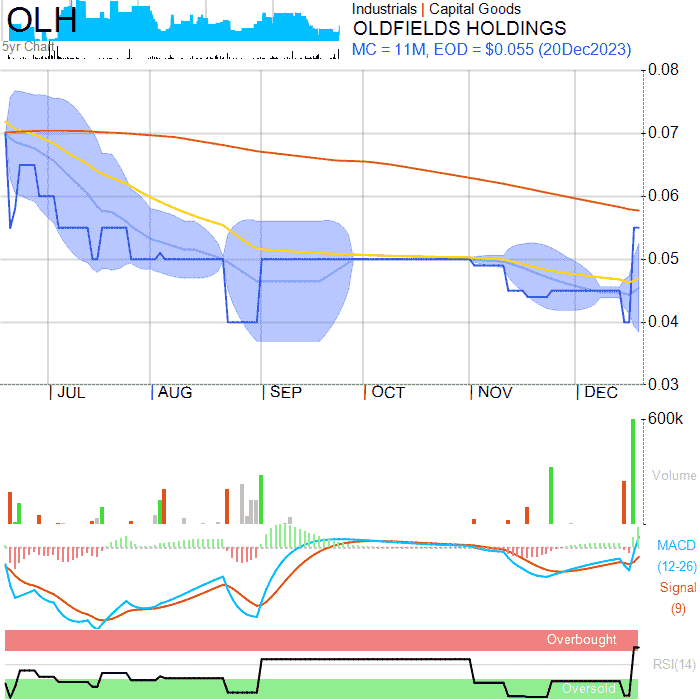 OLH
5yr Chart
Industrials | Capital Goods
OLDFIELDS HOLDINGS
MC = 11M, EOD = $0.055 (20Dec2023)
0.08
0.07
0.06
0.05
0.04
0.03
JUL AUG SEP OCT NOV DEC
600k
Volume
MACD
(12-26)
Signal
(9)
Overbought
RSI(14)
Oversold